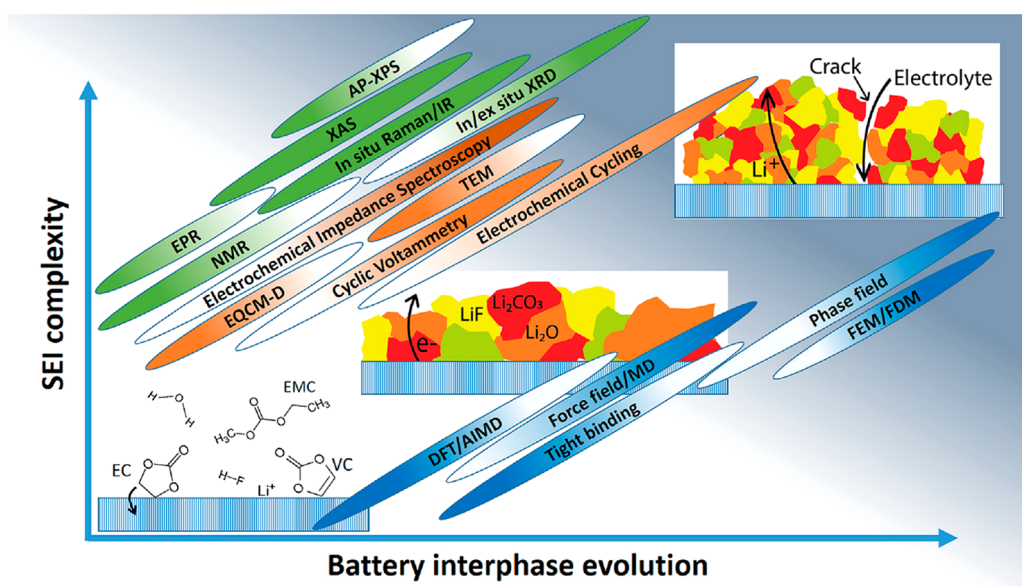 AP-XPS
XAS
In situ Raman/IR
In/ex situ XRD
EPR
NMR
Electrochemical Impedance Spectroscopy
TEM
EQCM-D
Cyclic Voltammetry
Electrochemical Cycling
Crack
Electrolyte
Li⁺
SEI complexity
Li₂CO₃
LiF
Li₂O
e-
Phase field
FEM/FDM
Force field/MD
DFT/AIMD
Tight binding
EMC
H O H
O O O CH₃
H₃C
EC
O O O
H-F
Li⁺
VC
O O O
Battery interphase evolution